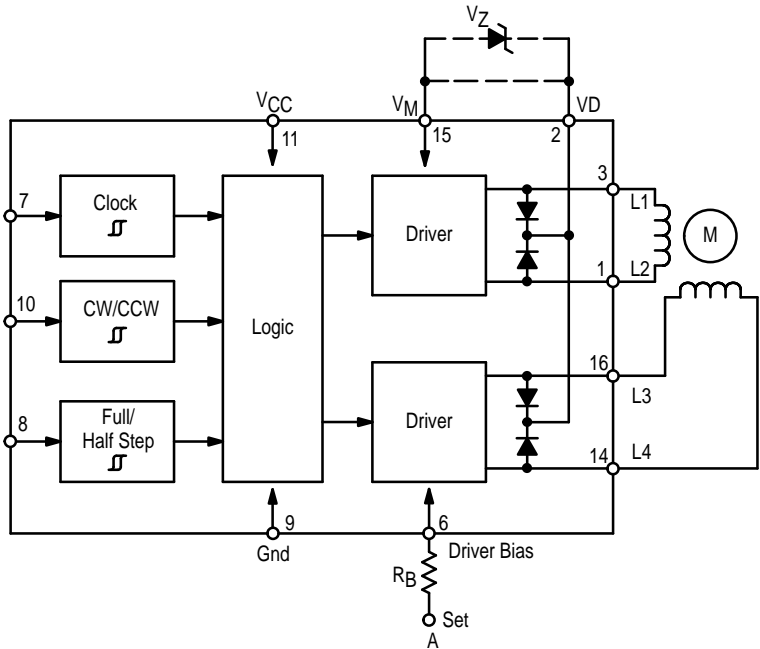 VZ
VCC
VM
VD
11
15
2
7
Clock
3
L1
M
Driver
L2
1
10
CW/CCW
Logic
16
L3
8
Full/
Half Step
Driver
14
L4
9
6
Gnd
Driver Bias
RB
Set
A